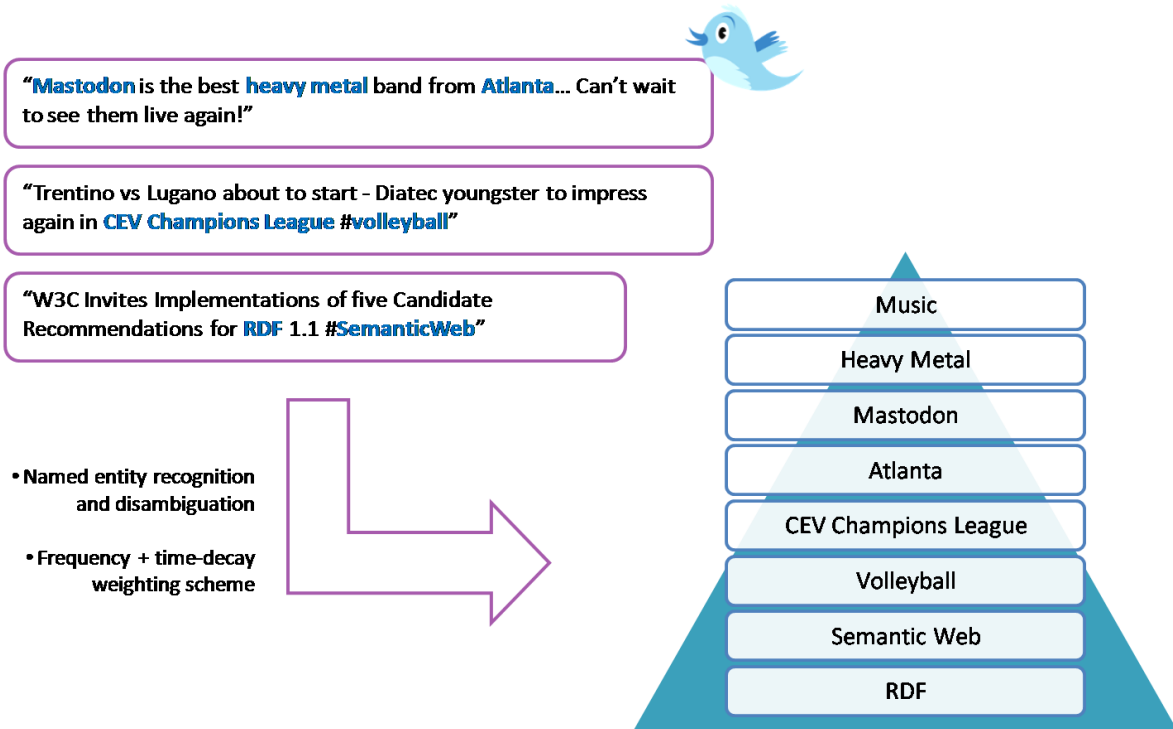 “Mastodon is the best heavy metal band from Atlanta... Can’t wait
to see them live again!”
“Trentino vs Lugano about to start - Diatec youngster to impress
again in CEV Champions League #volleyball”
“W3C Invites Implementations of five Candidate
Recommendations for RDF 1.1 #SemanticWeb”
• Named entity recognition
and disambiguation
• Frequency + time-decay
weighting scheme
Music
Heavy Metal
Mastodon
Atlanta
CEV Champions League
Volleyball
Semantic Web
RDF